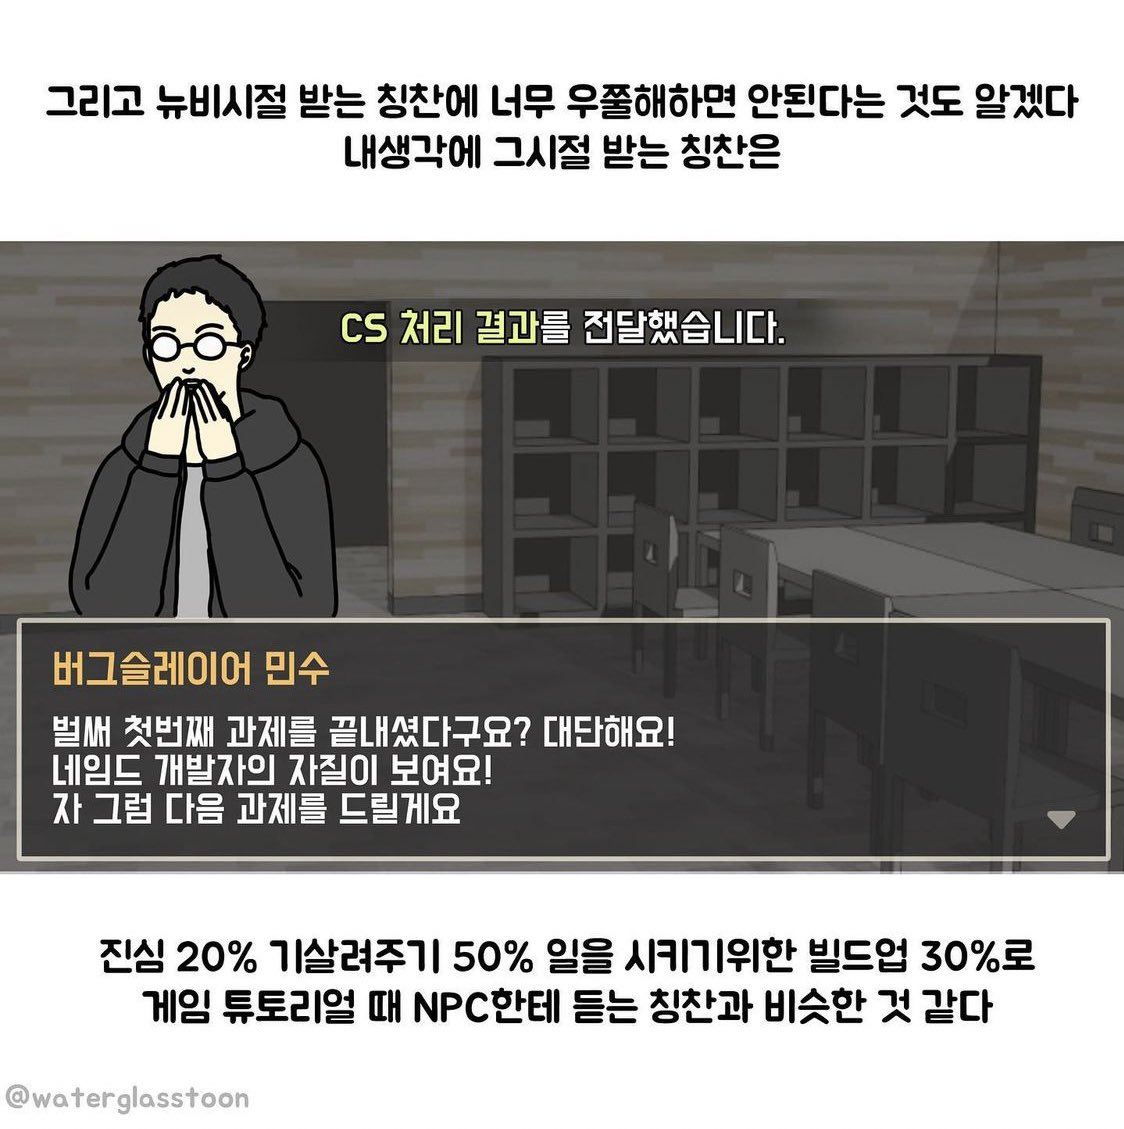 그리고 뉴비시절 받는 칭찬에 너무 우쭐해하면 안된다는 것도 알겠다
내생각에 그시절 받는 칭찬은
CS 처리 결과를 전달했습니다.
버그슬레이어 민수
벌써 첫번째 과제를 끝내셨다구요? 대단해요!
네임드 개발자의 자질이 보여요!
자 그럼 다음 과제를 드릴게요
진심 20% 기살려주기 50% 일을 시키기위한 빌드업 30%로
게임 튜토리얼 때 NPC한테 듣는 칭찬과 비슷한 것 같다
@waterglasstoon